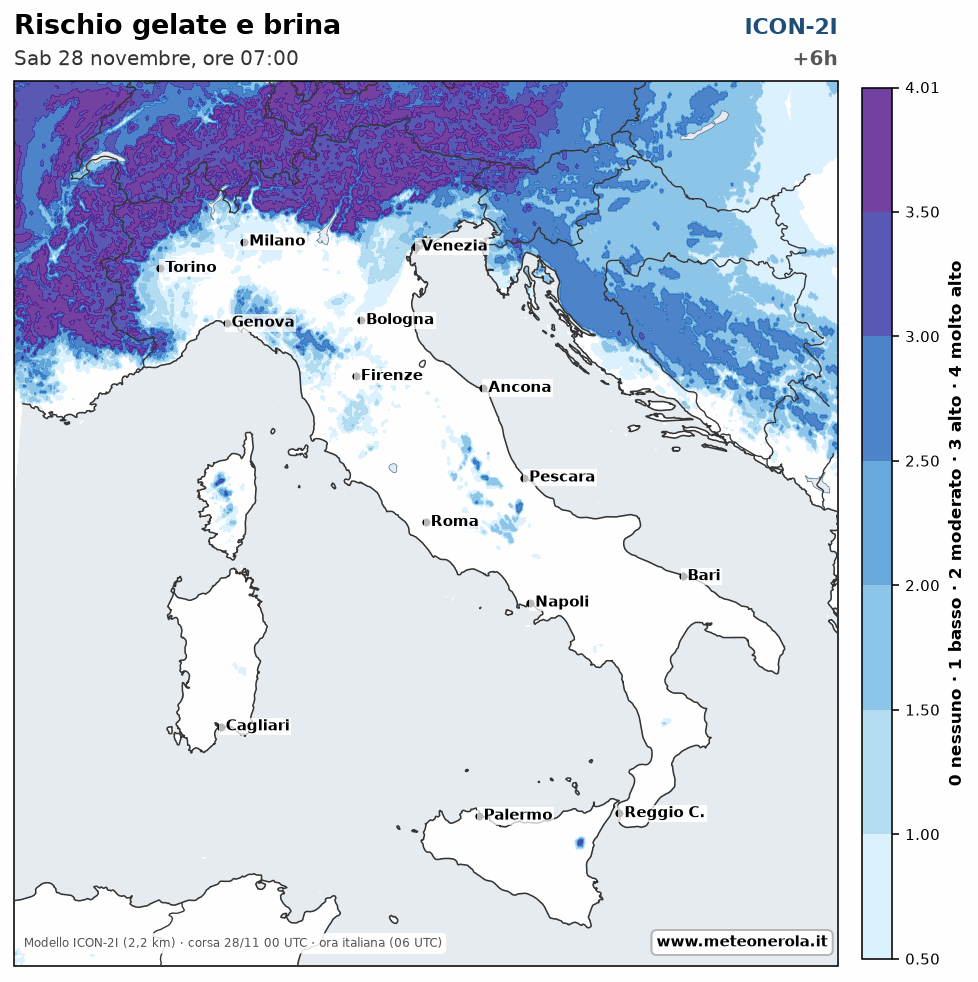 Rischio gelate e brina
ICON-2I
Sab 28 novembre, ore 07:00
+6h
4.01
3.50
3.00
2.50
2.00
1.50
1.00
0.50
0 nessuno · 1 basso · 2 moderato · 3 alto · 4 molto alto
Milano
Venezia
Torino
Genova
Bologna
Firenze
Ancona
Pescara
Roma
Bari
Napoli
Cagliari
Palermo
Reggio C.
Modello ICON-2I (2,2 km) · corsa 28/11 00 UTC · ora italiana (06 UTC)
www.meteonerola.it